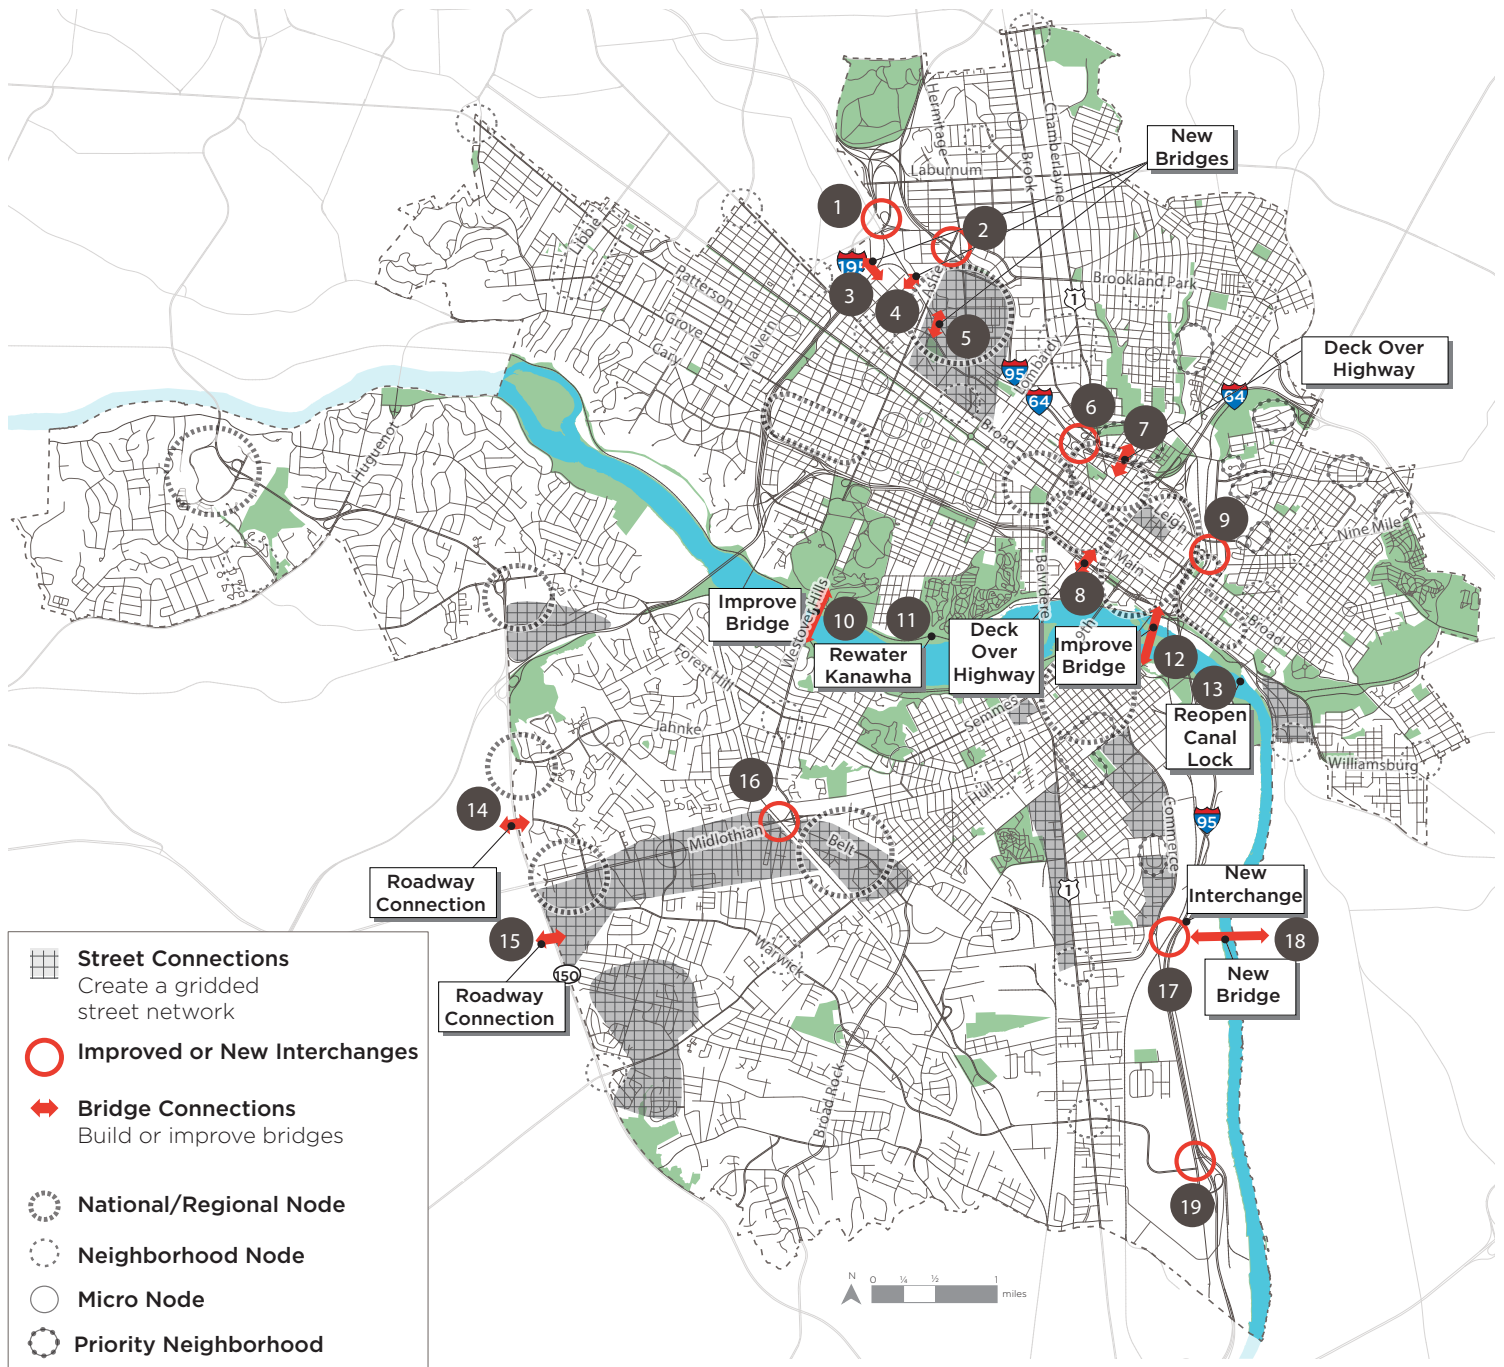 Hermitage
Chamberlayne
Brook
Laburnum
New
Bridges
1
2
Libbie
195
Patterson
Ashe
Brookland Park
3
4
1
Grove
Malvern
5
Cary
Lombardy
95
Deck Over
Highway
64
64
6
Broad
7
Huguenot
Leigh
9
Nine Mile
Main
Belvidere
8
Improve
Bridge
Westover Hills
10
11
9th
Broad
Deck
Over
Highway
Improve
Bridge
Rewater
Kanawha
12
13
Forest Hill
Semmes
Jahnke
Reopen
Canal
Lock
Williamsburg
16
Hull
14
Commerce
95
Midlothian
Belt
Roadway
Connection
1
New
Interchange
15
18
Warwick
150
New
Bridge
17
Roadway
Connection
Broad Rock
19
Street Connections
Create a gridded
street network
Improved or New Interchanges
Bridge Connections
Build or improve bridges
National/Regional Node
Neighborhood Node
Micro Node
Priority Neighborhood
N
0 ¼ ½ 1
miles